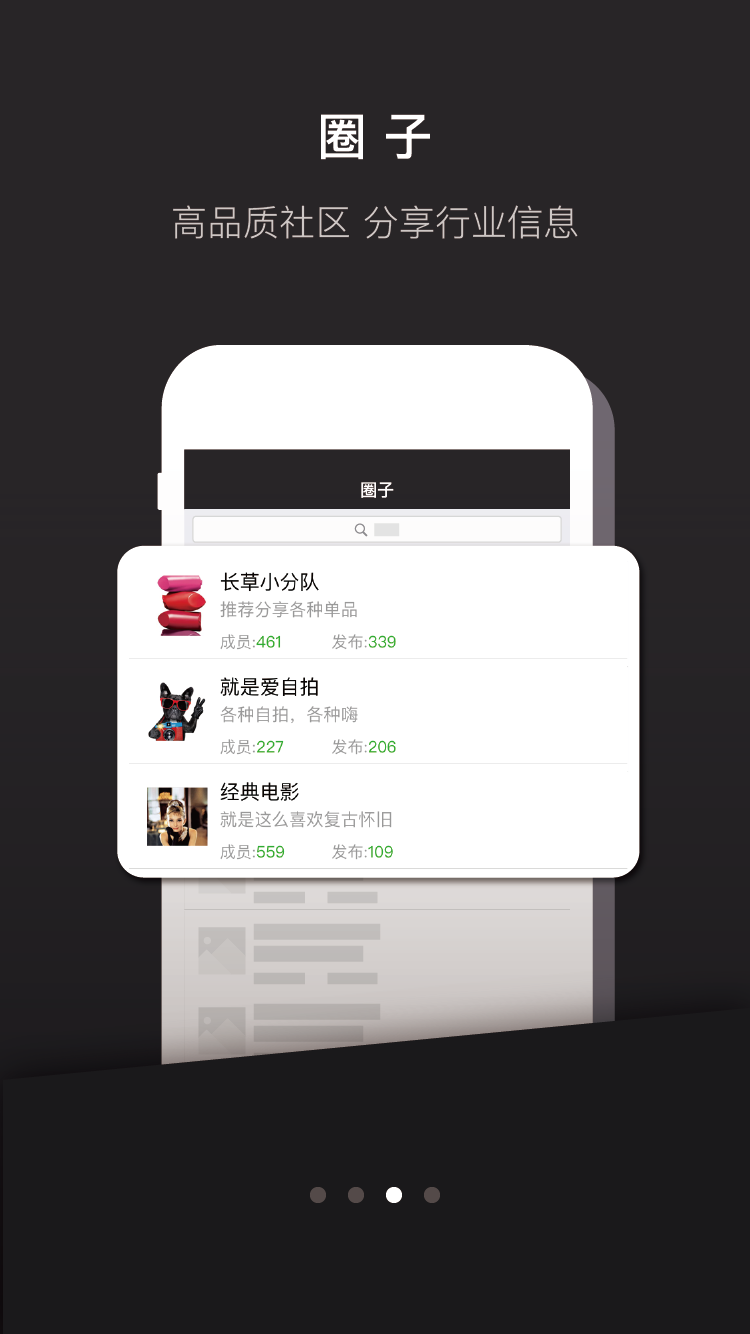 圈 子
高品质社区 分享行业信息
圈子
长草小分队
推荐分享各种单品
成员:461 发布:339
就是爱自拍
各种自拍，各种嗨
成员:227 发布:206
经典电影
就是这么喜欢复古怀旧
成员:559 发布:109